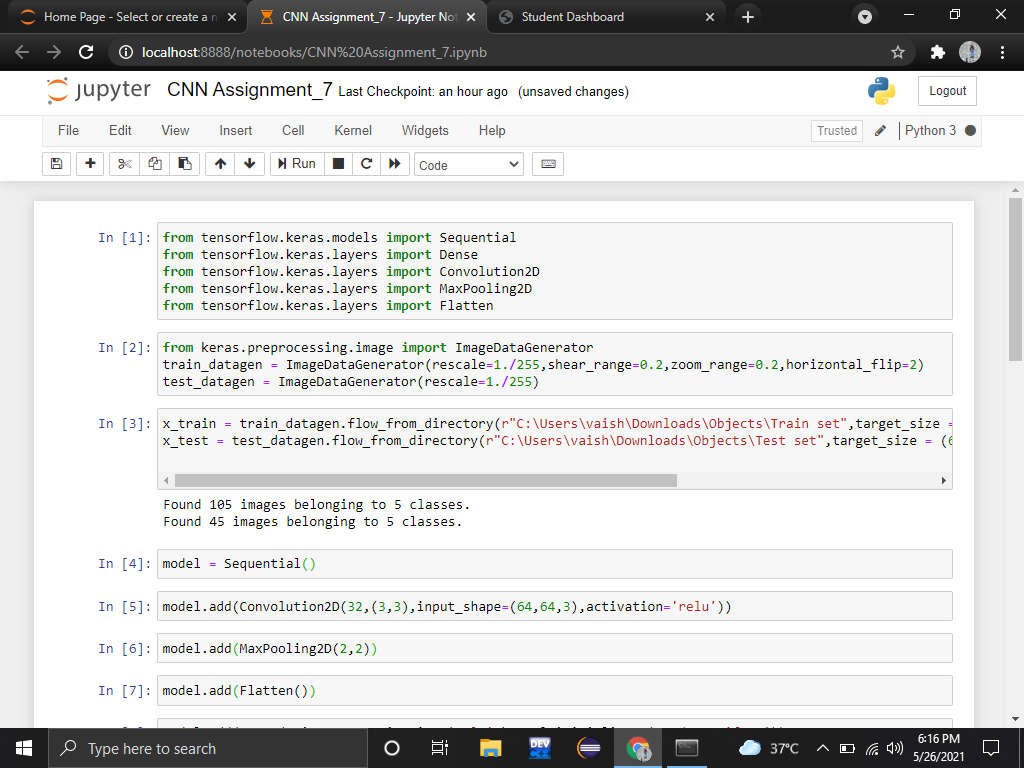 Home Page - Select or create a n
CNN Assignment_7 - Jupyter Not
Student Dashboard
localhost:8888/notebooks/CNN%20Assignment_7.ipynb
jupyter CNN Assignment_7 Last Checkpoint: an hour ago (unsaved changes)
Logout
File Edit View Insert Cell Kernel Widgets Help
Trusted
Python 3
Run
Code
In [1]: from tensorflow.keras.models import Sequential
from tensorflow.keras.layers import Dense
from tensorflow.keras.layers import Convolution2D
from tensorflow.keras.layers import MaxPooling2D
from tensorflow.keras.layers import Flatten
In [2]: from keras.preprocessing.image import ImageDataGenerator
train_datagen = ImageDataGenerator(rescale=1./255,shear_range=0.2,zoom_range=0.2,horizontal_flip=2)
test_datagen = ImageDataGenerator(rescale=1./255)
In [3]: x_train = train_datagen.flow_from_directory(r"C:\Users\vaish\Downloads\Objects\Train set",target_size =
x_test = test_datagen.flow_from_directory(r"C:\Users\vaish\Downloads\Objects\Test set",target_size = (6
Found 105 images belonging to 5 classes.
Found 45 images belonging to 5 classes.
In [4]: model = Sequential()
In [5]: model.add(Convolution2D(32,(3,3),input_shape=(64,64,3),activation='relu'))
In [6]: model.add(MaxPooling2D(2,2))
In [7]: model.add(Flatten())
Type here to search
DEV
C++
37°C
6:16 PM
5/26/2021